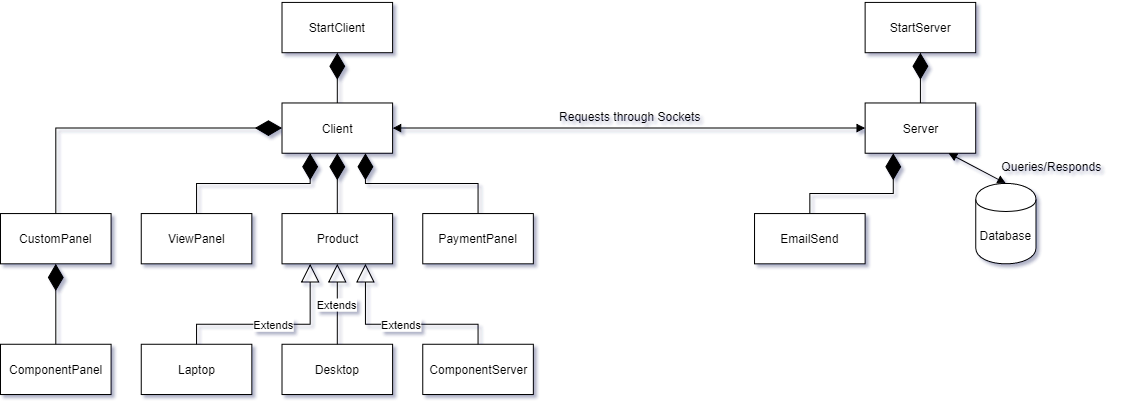 StartClient
StartServer
Client
Requests through Sockets
Server
Queries/Responds
CustomPanel
ViewPanel
Product
PaymentPanel
EmailSend
Database
Extends
Extends
Extends
ComponentPanel
Laptop
Desktop
ComponentServer